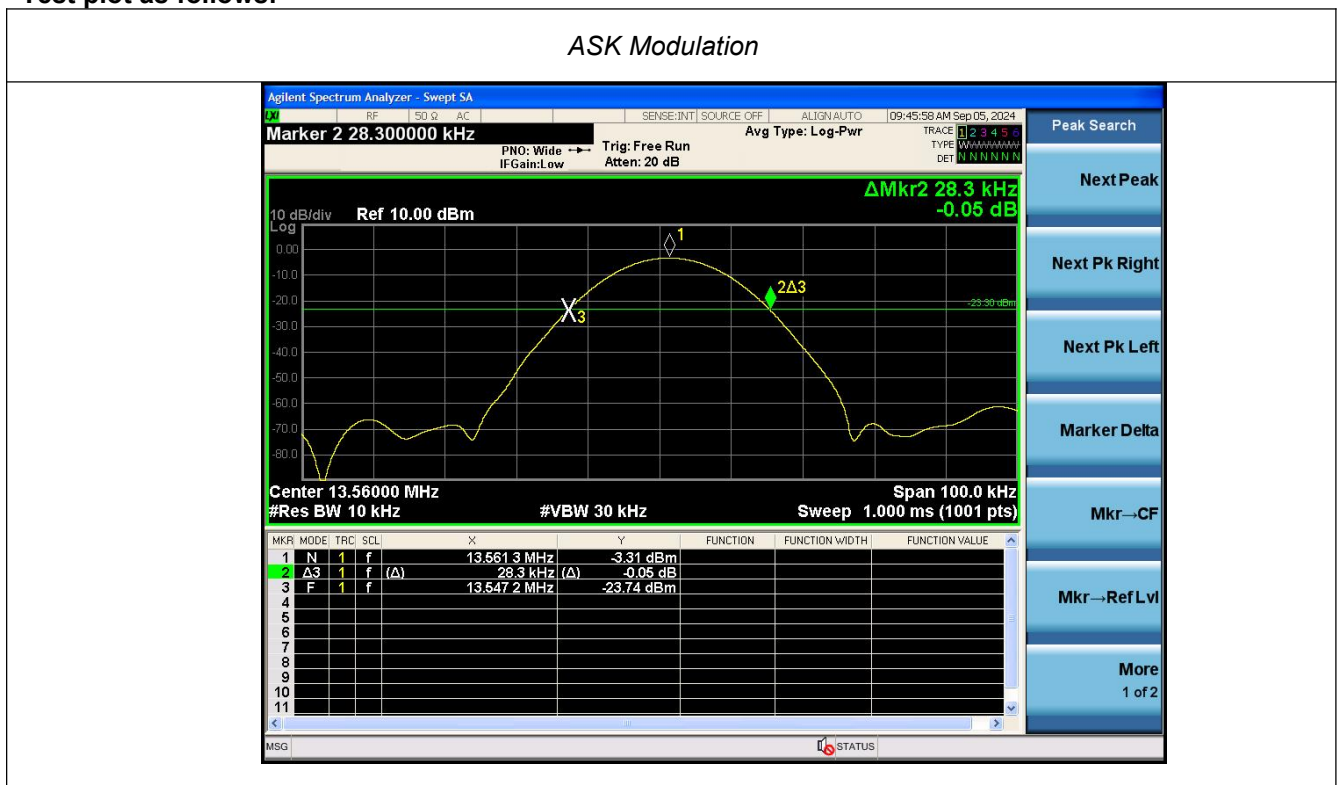 Test plot as follows:
ASK Modulation
Agilent Spectrum Analyzer - Swept SA
LXI RF 50 Ω AC SENSE:INT SOURCE OFF ALIGN AUTO 09:45:58 AM Sep 05, 2024
Marker 2 28.300000 kHz
PNO: Wide
IFGain:Low
Trig: Free Run
Atten: 20 dB
Avg Type: Log-Pwr
TRACE 1 2 3 4 5 6
TYPE WWWWWW
DET N N N N N N
Peak Search
ΔMkr2 28.3 kHz
-0.05 dB
10 dB/div Ref 10.00 dBm
Log
0.00
-10.0
-20.0
-30.0
-40.0
-50.0
-60.0
-70.0
-80.0
1
2Δ3
3
-23.30 dBm
Center 13.56000 MHz Span 100.0 kHz
#Res BW 10 kHz #VBW 30 kHz Sweep 1.000 ms (1001 pts)
MKR MODE TRC SCL X Y FUNCTION FUNCTION WIDTH FUNCTION VALUE
1 N 1 f 13.561 3 MHz -3.31 dBm
2 Δ3 1 f (Δ) 28.3 kHz (Δ) -0.05 dB
3 F 1 f 13.547 2 MHz -23.74 dBm
4
5
6
7
8
9
10
11
MSG STATUS
Next Peak
Next Pk Right
Next Pk Left
Marker Delta
Mkr→CF
Mkr→Ref Lvl
More
1 of 2